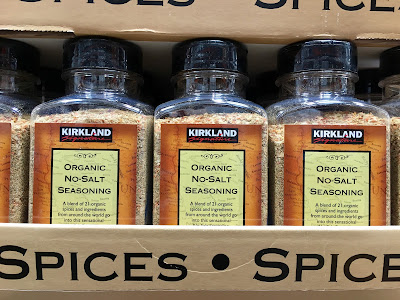 SPICES
KIRKLAND
Signature
ORGANIC
NO-SALT
SEASONING
A blend of 21 organic
spices and ingredients
from around the world go
into this sensational
KIRKLAND
Signature
ORGANIC
NO-SALT
SEASONING
A blend of 21 organic
spices and ingredients
from around the world go
into this sensational
KIRKLAND
Signature
ORGANIC
NO-SALT
SEASONING
A blend of 21 organic
spices and ingredients
from around the world go
into this sensational
SPICES • SPICES